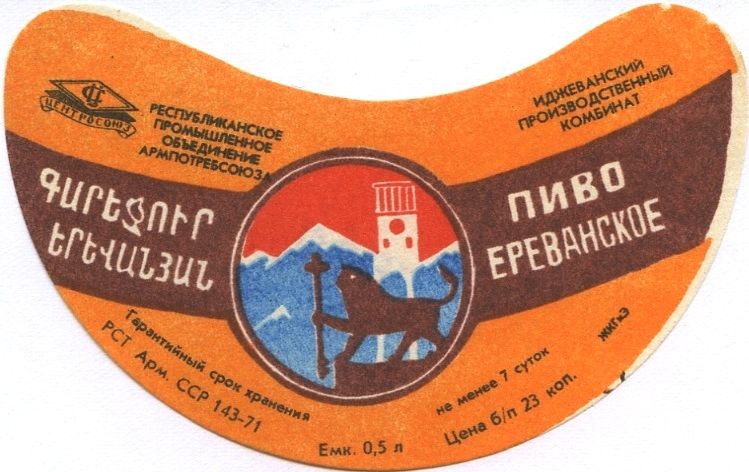 ЦЕНТРОСОЮЗ
РЕСПУБЛИКАНСКОЕ
ПРОМЫШЛЕННОЕ
ОБЪЕДИНЕНИЕ
АРМПОТРЕБСОЮЗА
ИДЖЕВАНСКИЙ
ПРОИЗВОДСТВЕННЫЙ
КОМБИНАТ
ԳԱՐԵՋՈՒՐ
ԵՐԵՎԱՆՅԱՆ
ПИВО
ЕРЕВАНСКОЕ
Гарантийный срок хранения
РСТ Арм. ССР 143-71
Емк. 0,5 л
не менее 7 суток
Цена б/п 23 коп.
ЖКГкЭ